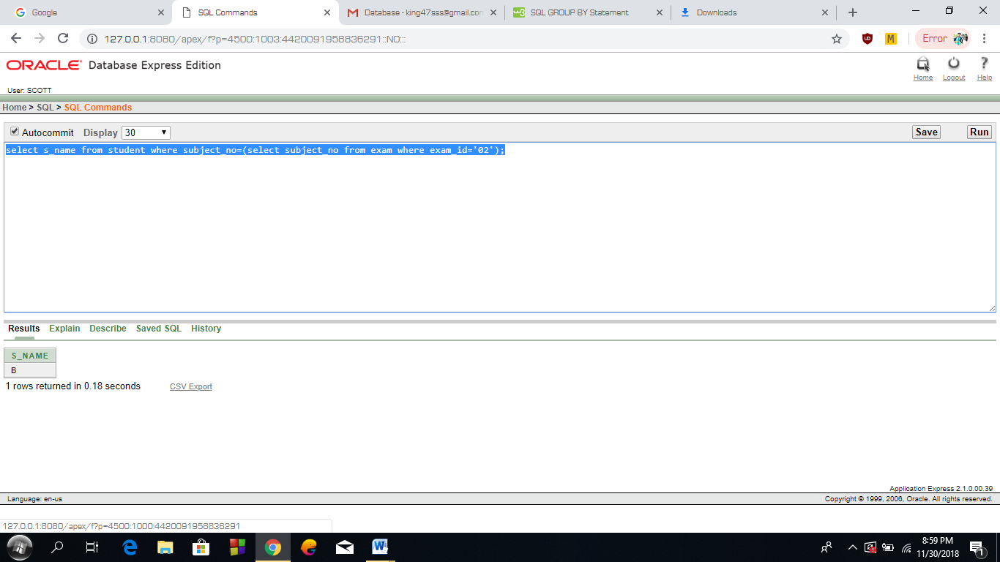 Google
SQL Commands
Database - king47sss@gmail.con
SQL GROUP BY Statement
Downloads
127.0.0.1:8080/apex/f?p=4500:1003:4420091958836291::NO:::
UD
M
Error
ORACLE® Database Express Edition
Home
Logout
Help
User: SCOTT
Home > SQL > SQL Commands
Autocommit
Display
30
Save
Run
select s_name from student where subject_no=(select subject_no from exam where exam_id='02');
Results
Explain
Describe
Saved SQL
History
S_NAME
B
1 rows returned in 0.18 seconds
CSV Export
Application Express 2.1.0.00.39
Language: en-us
Copyright © 1999, 2006, Oracle. All rights reserved.
127.0.0.1:8080/apex/f?p=4500:1000:4420091958836291
8:59 PM
11/30/2018
1